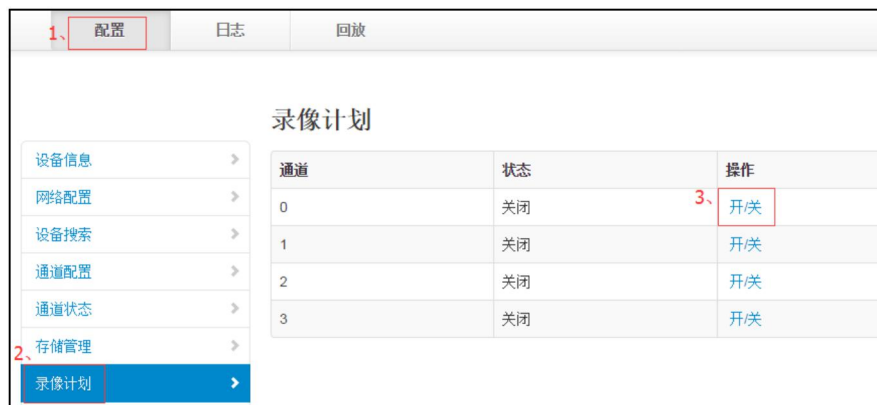 1、 配置 日志 回放
录像计划
设备信息
网络配置
设备搜索
通道配置
通道状态
存储管理
2、
录像计划
通道 状态 操作
0 关闭 3、 开/关
1 关闭 开/关
2 关闭 开/关
3 关闭 开/关